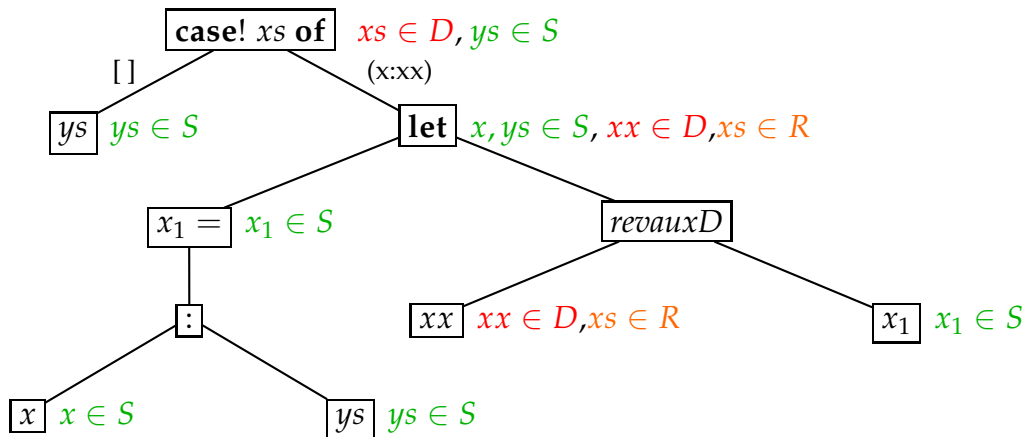 case! xs of xs ∈ D, ys ∈ S
[ ] (x:xx)
ys ys ∈ S let x, ys ∈ S, xx ∈ D,xs ∈ R
x₁ = x₁ ∈ S revauxD
: xx xx ∈ D,xs ∈ R x₁ x₁ ∈ S
x x ∈ S ys ys ∈ S